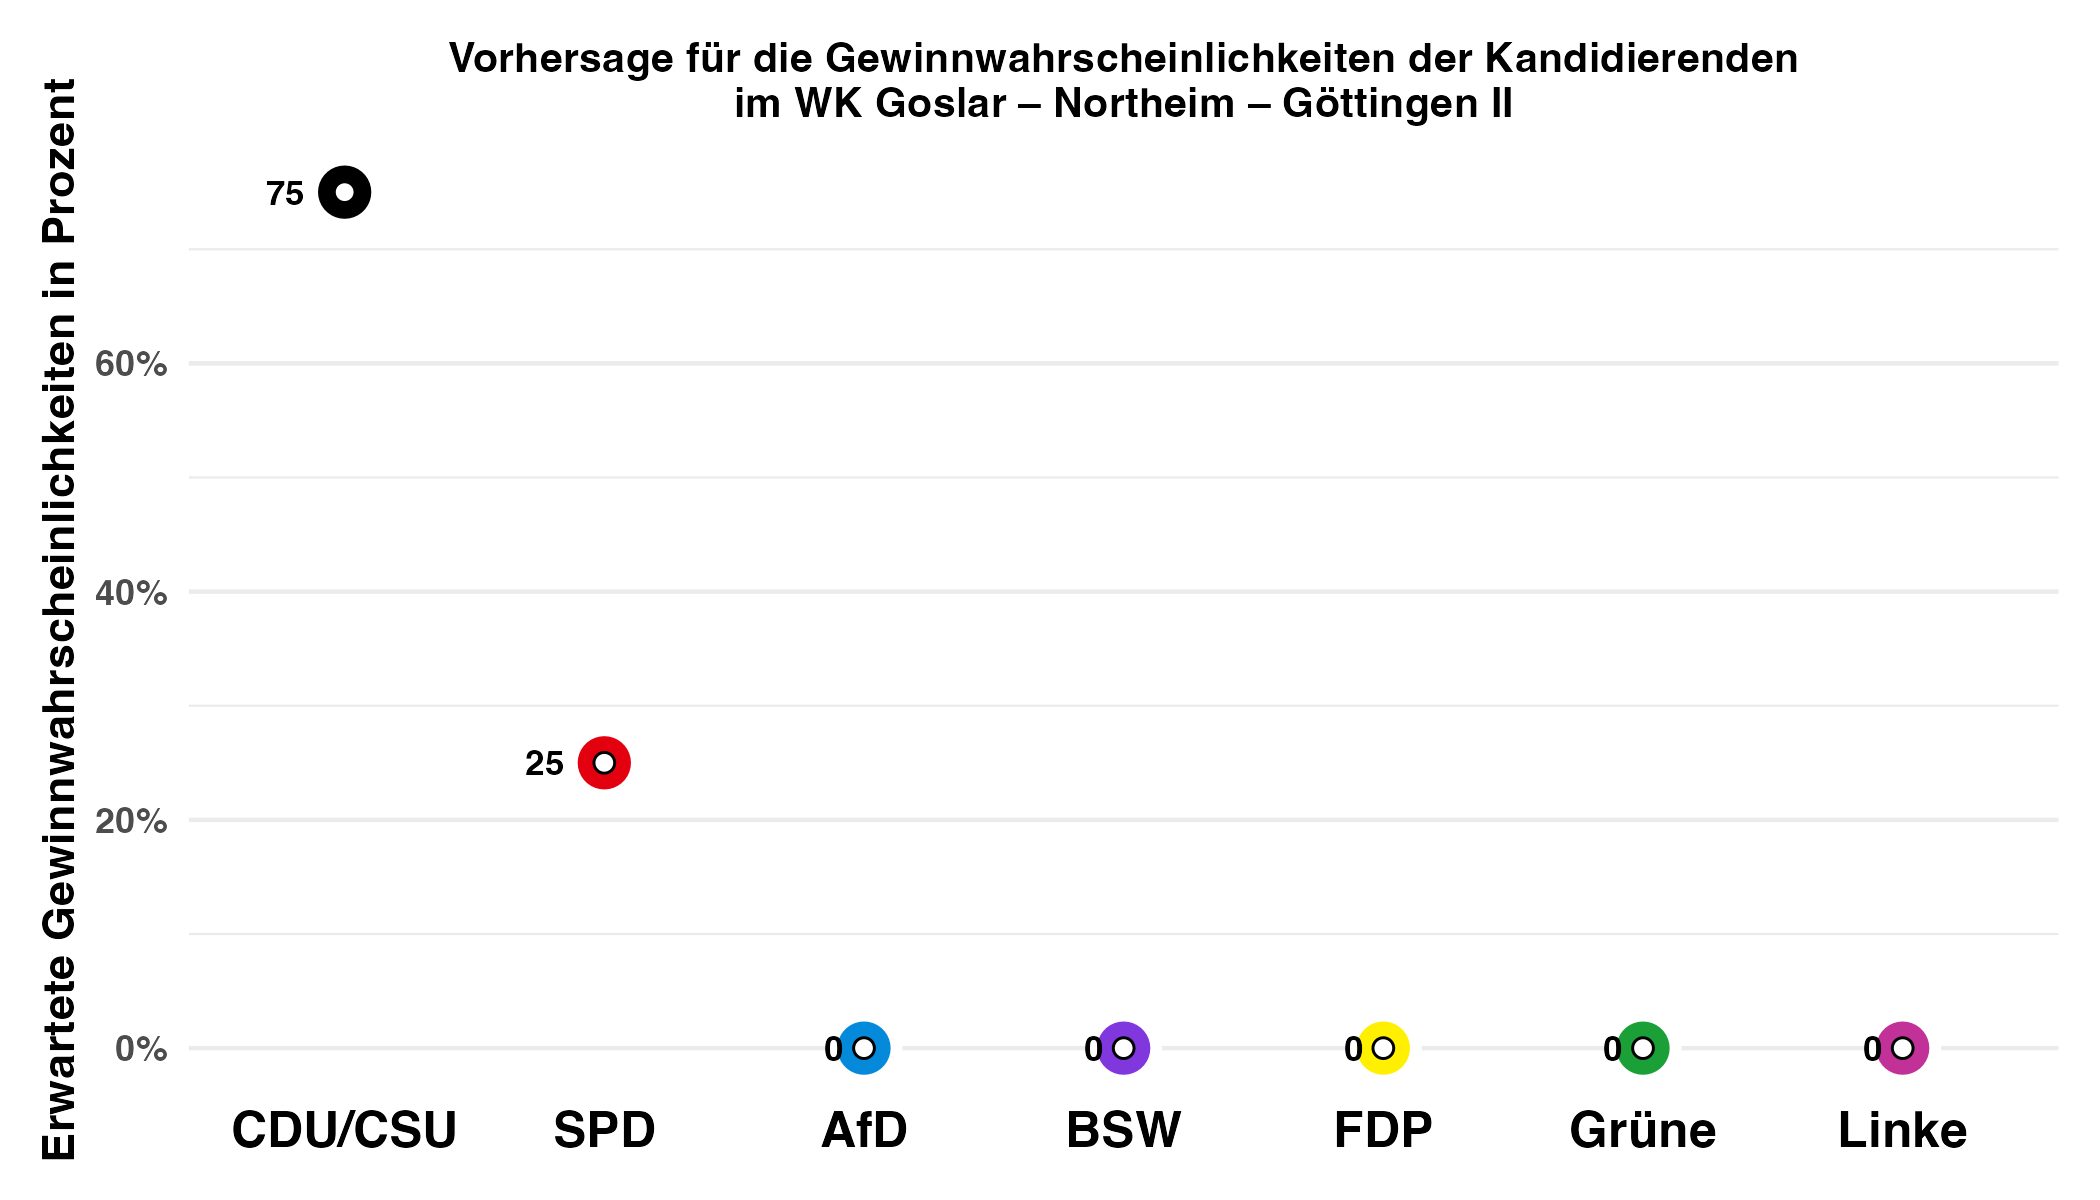 Vorhersage für die Gewinnwahrscheinlichkeiten der Kandidierenden
im WK Goslar – Northeim – Göttingen II
Erwartete Gewinnwahrscheinlichkeiten in Prozent
75
60%
40%
25
20%
0%
0
0
0
0
0
CDU/CSU
SPD
AfD
BSW
FDP
Grüne
Linke